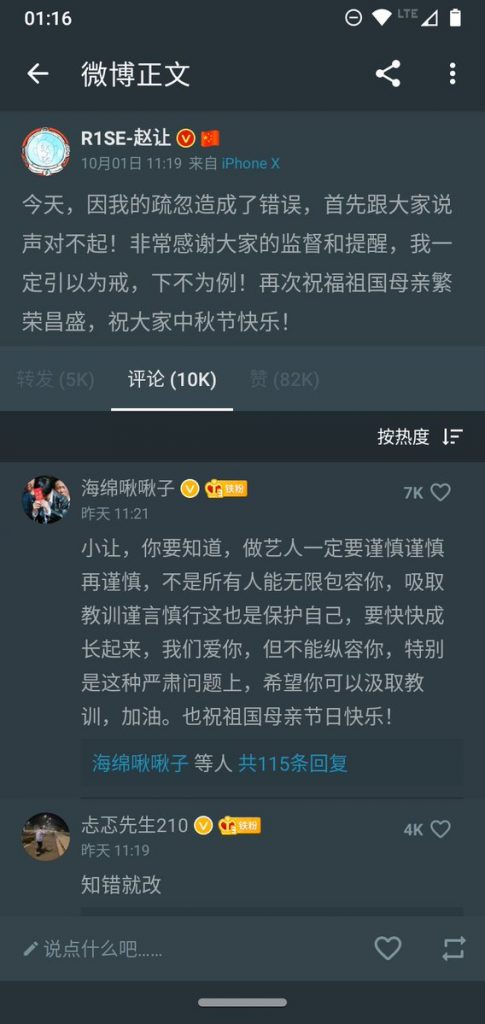 01:16
LTE
微博正文
R1SE-赵让
10月01日 11:19 来自 iPhone X
今天，因我的疏忽造成了错误，首先跟大家说
声对不起！非常感谢大家的监督和提醒，我一
定引以为戒，下不为例！再次祝福祖国母亲繁
荣昌盛，祝大家中秋节快乐！
转发 (5K) 评论 (10K) 赞 (82K)
按热度
海绵啾啾子 铁粉 7K
昨天 11:21
小让，你要知道，做艺人一定要谨慎谨慎
再谨慎，不是所有人能无限包容你，吸取
教训谨言慎行这也是保护自己，要快快成
长起来，我们爱你，但不能纵容你，特别
是这种严肃问题上，希望你可以汲取教
训，加油。也祝祖国母亲节日快乐！
海绵啾啾子 等人 共115条回复
忐忑先生210 铁粉 4K
昨天 11:19
知错就改
说点什么吧……